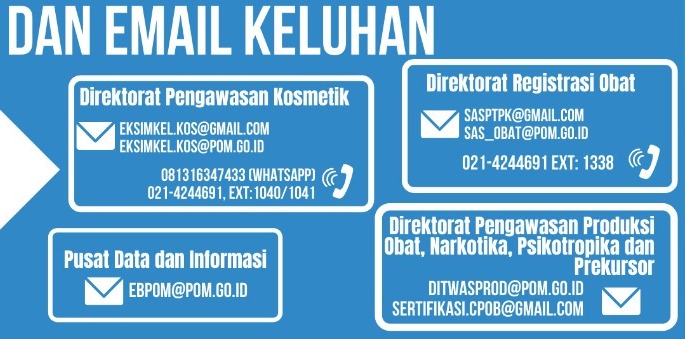 DAN EMAIL KELUHAN
Direktorat Pengawasan Kosmetik
EKSIMKEL.KOS@GMAIL.COM
EKSIMKEL.KOS@POM.GO.ID
081316347433 (WHATSAPP)
021-4244691, EXT:1040/1041
Direktorat Registrasi Obat
SASPTPK@GMAIL.COM
SAS_OBAT@POM.GO.ID
021-4244691 EXT: 1338
Pusat Data dan Informasi
EBPOM@POM.GO.ID
Direktorat Pengawasan Produksi
Obat, Narkotika, Psikotropika dan
Prekursor
DITWASPROD@POM.GO.ID
SERTIFIKASI.CPOB@GMAIL.COM